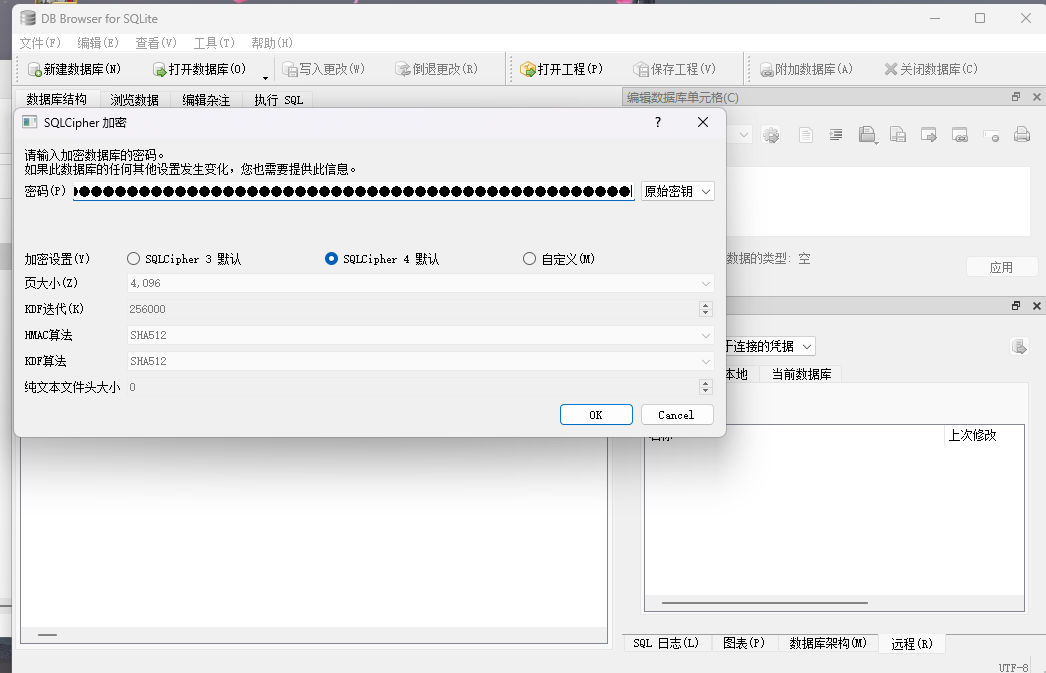 DB Browser for SQLite
文件(F) 编辑(E) 查看(V) 工具(T) 帮助(H)
新建数据库(N) 打开数据库(O) 写入更改(W) 倒退更改(R) 打开工程(P) 保存工程(V) 附加数据库(A) 关闭数据库(C)
数据库结构 浏览数据 编辑杂注 执行 SQL
编辑数据库单元格(C)
SQLCipher 加密
?
请输入加密数据库的密码。
如果此数据库的任何其他设置发生变化，您也需要提供此信息。
密码(P) 原始密钥
加密设置(Y) SQLCipher 3 默认 SQLCipher 4 默认 自定义(M)
页大小(Z) 4,096
KDF迭代(K) 256000
HMAC算法 SHA512
KDF算法 SHA512
纯文本文件头大小 0
OK Cancel
数据的类型: 空
应用
于连接的凭据
本地 当前数据库
名称 上次修改
SQL 日志(L) 图表(P) 数据库架构(M) 远程(R)
UTF-8